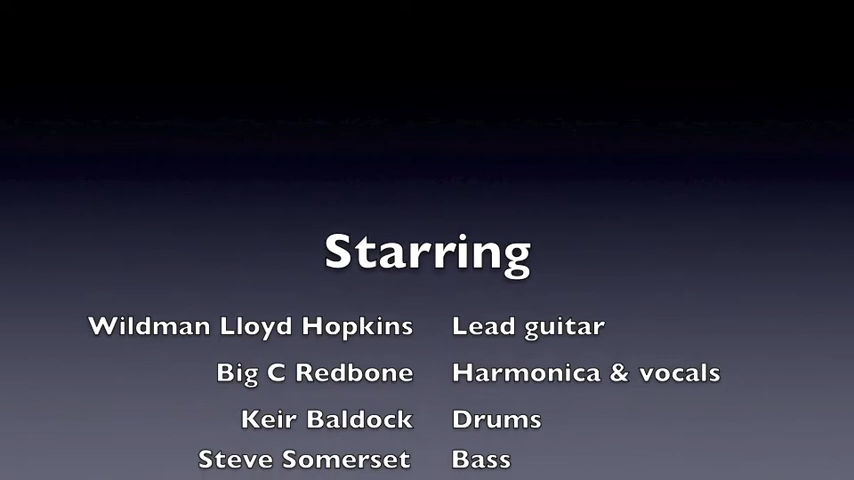 Starring
Wildman Lloyd Hopkins Lead guitar
Big C Redbone Harmonica & vocals
Keir Baldock Drums
Steve Somerset Bass